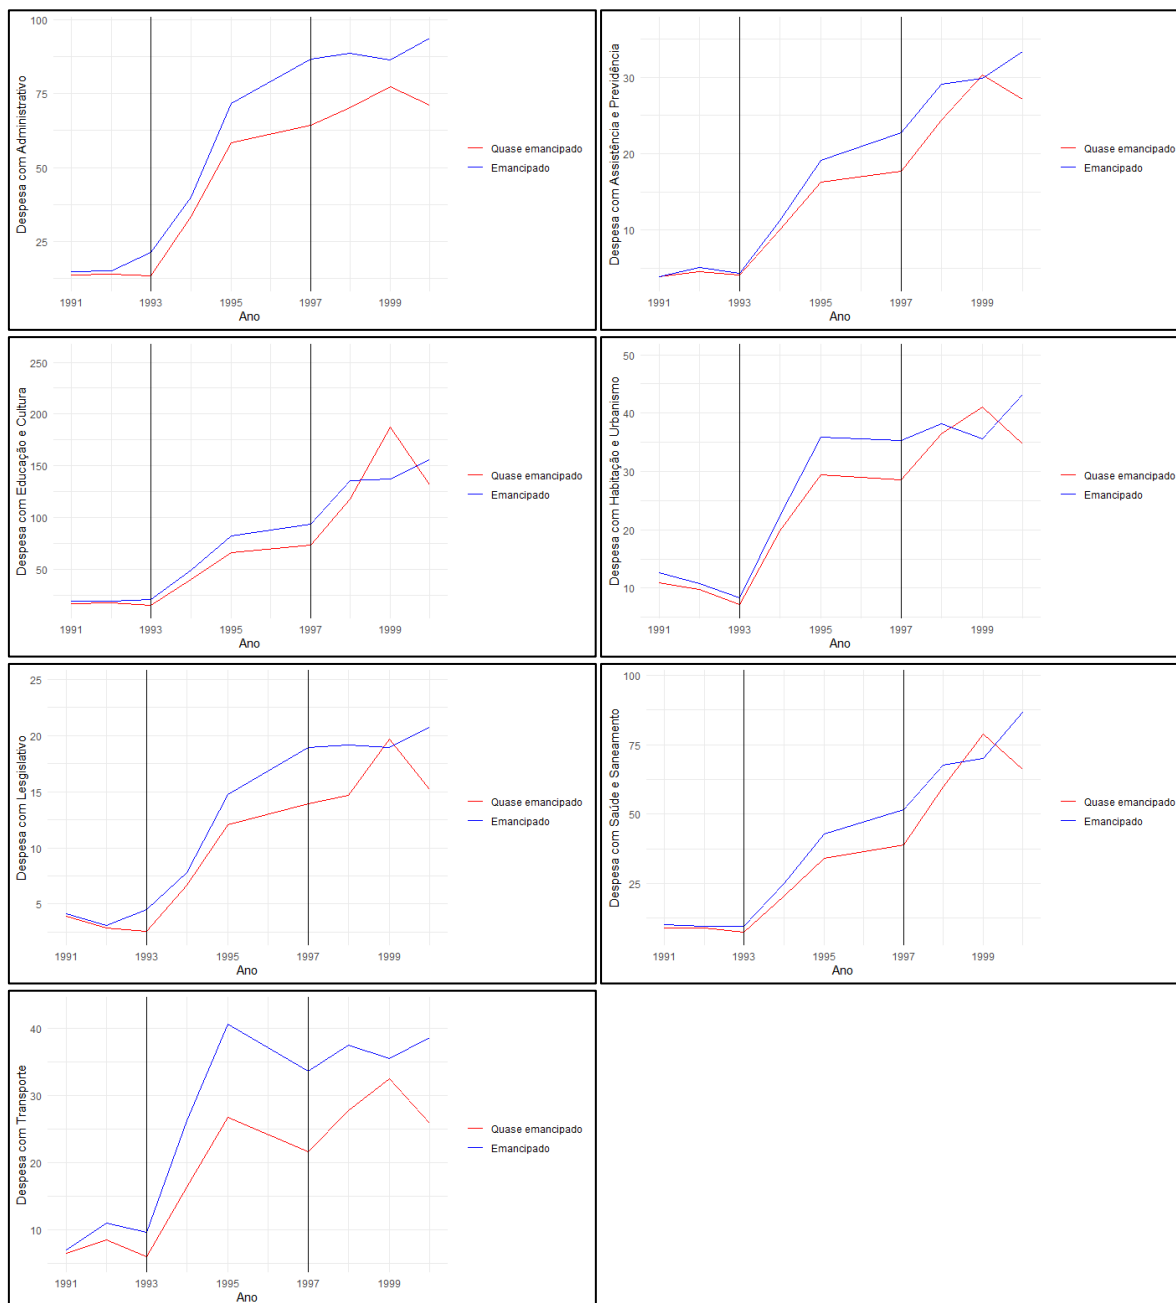 Despesa com Administrativo
100
75
50
25
1991 1993 1995 1997 1999
Ano
Quase emancipado
Emancipado
Despesa com Assistência e Previdência
30
20
10
1991 1993 1995 1997 1999
Ano
Quase emancipado
Emancipado
Despesa com Educação e Cultura
250
200
150
100
50
1991 1993 1995 1997 1999
Ano
Quase emancipado
Emancipado
Despesa com Habitação e Urbanismo
50
40
30
20
10
1991 1993 1995 1997 1999
Ano
Quase emancipado
Emancipado
Despesa com Lesgislativo
25
20
15
10
5
1991 1993 1995 1997 1999
Ano
Quase emancipado
Emancipado
Despesa com Saúde e Saneamento
100
75
50
25
1991 1993 1995 1997 1999
Ano
Quase emancipado
Emancipado
Despesa com Transporte
40
30
20
10
1991 1993 1995 1997 1999
Ano
Quase emancipado
Emancipado